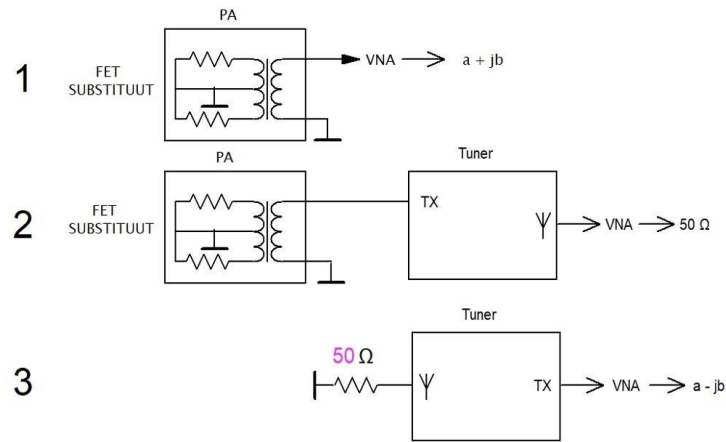 PA
1
FET
SUBSTITUUT
VNA
a + jb
PA
Tuner
2
FET
SUBSTITUUT
TX
VNA
50 Ω
Tuner
3
50 Ω
TX
VNA
a - jb